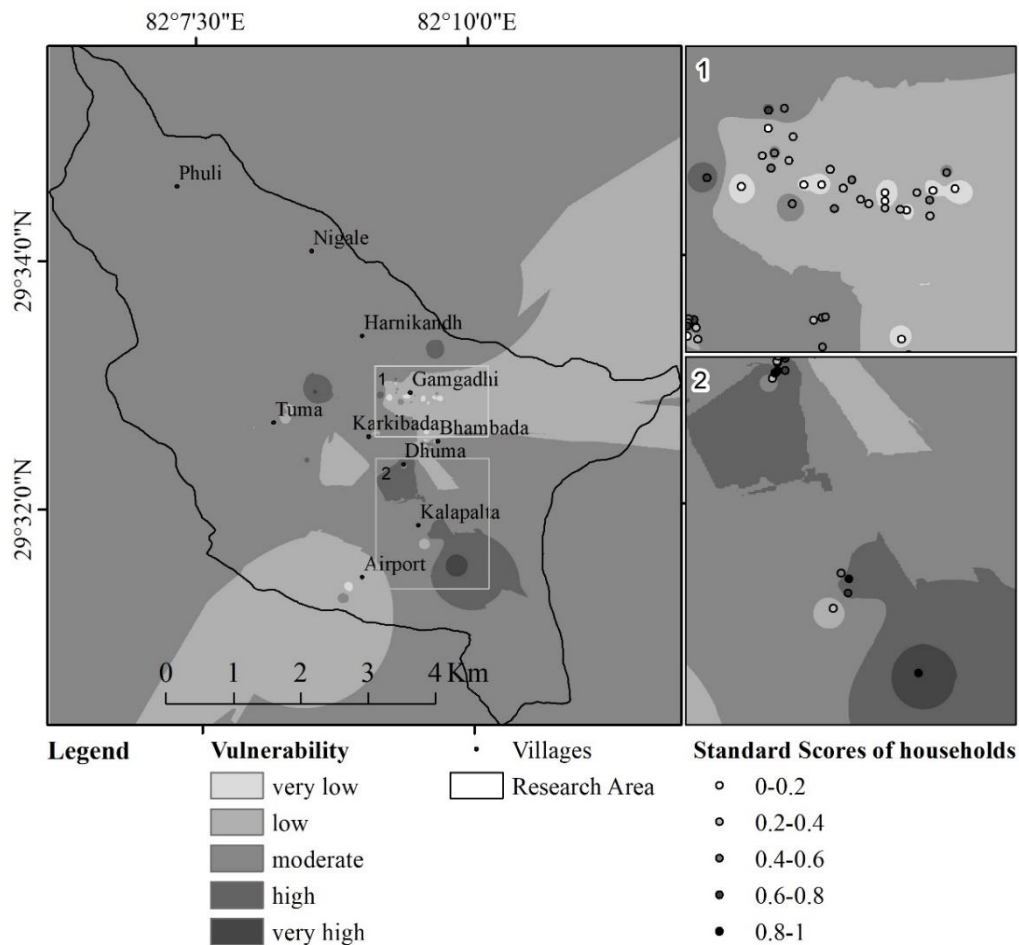 82°7'30"E 82°10'0"E
29°34'0"N
29°32'0"N
Phuli
Nigale
Harnikandh
1
Gamgadhi
Tuma
Karkibada
Bhambada
Dhuma
2
Kalapalta
Airport
0 1 2 3 4 Km
1
2
Legend
Vulnerability
very low
low
moderate
high
very high
Villages
Research Area
Standard Scores of households
0-0.2
0.2-0.4
0.4-0.6
0.6-0.8
0.8-1